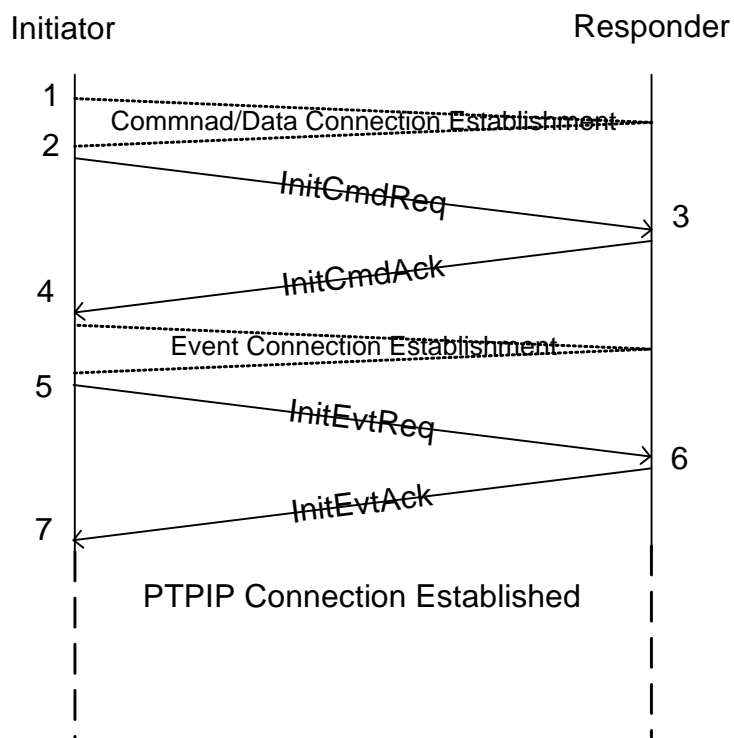 Initiator
Responder
1
Commnad/Data Connection Establishment
2
InitCmdReq
3
InitCmdAck
4
Event Connection Establishment
5
InitEvtReq
6
InitEvtAck
7
PTPIP Connection Established